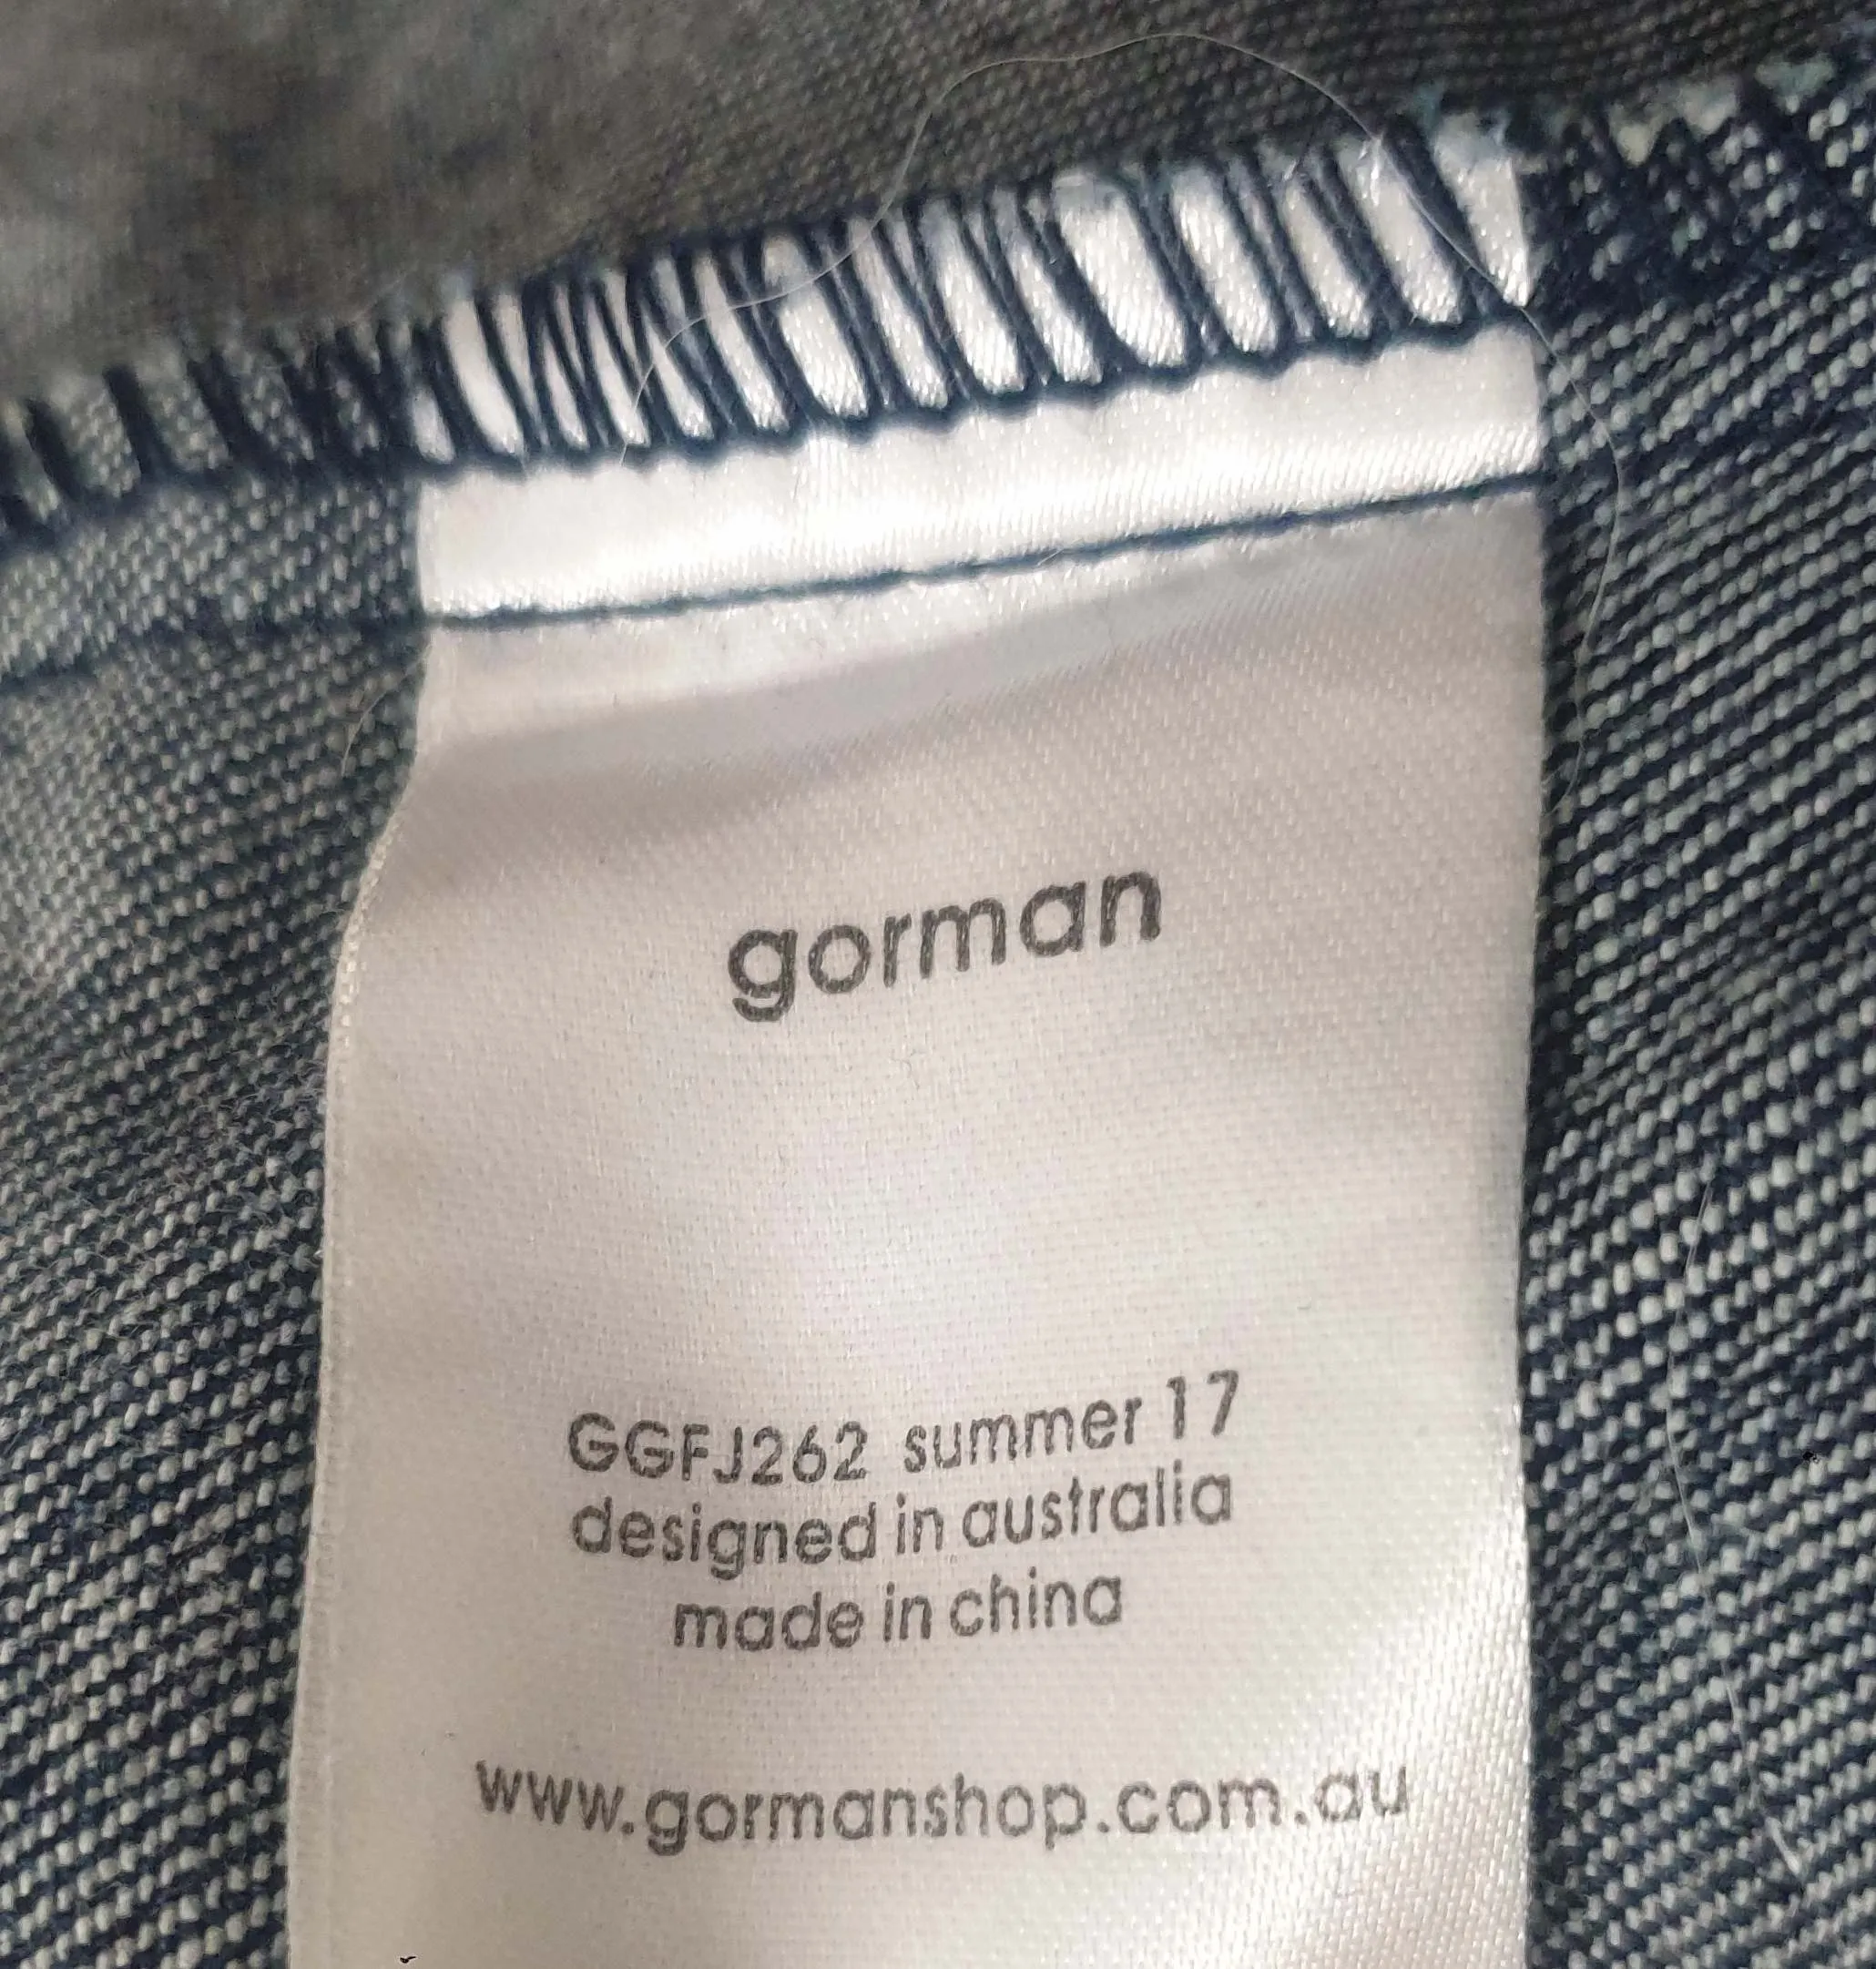 gorman
GGFJ262 summer 17
designed in australia
made in china
www.gormanshop.com.au